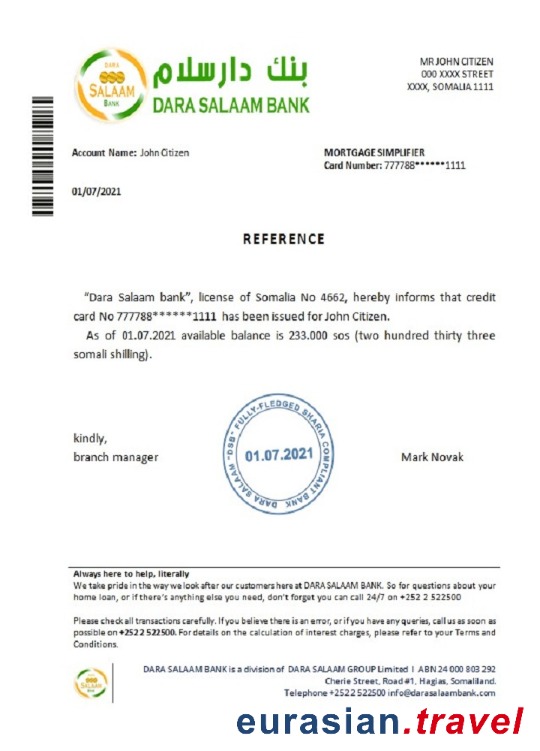 DARA
SALAAM
BANK
بنك دارسلام
DARA SALAAM BANK
MR JOHN CITIZEN
000 XXXX STREET
XXXX, SOMALIA 1111
Account Name: John Citizen
MORTGAGE SIMPLIFIER
Card Number: 777788******1111
01/07/2021
REFERENCE
"Dara Salaam bank", license of Somalia No 4662, hereby informs that credit
card No 777788******1111 has been issued for John Citizen.
As of 01.07.2021 available balance is 233.000 sos (two hundred thirty three
somali shilling).
kindly,
branch manager
DARA SALAAM "DSB" FULLY-FLEDGED SHARIA COMPLIANT BANK
01.07.2021
Mark Novak
Always here to help, literally
We take pride in the way we look after our customers here at DARA SALAAM BANK. So for questions about your
home loan, or if there's anything else you need, don't forget you can call 24/7 on +252 2 522500
Please check all transactions carefully. If you believe there is an error, or if you have any queries, call us as soon as
possible on +252 2 522500. For details on the calculation of interest charges, please refer to your Terms and
Conditions.
SALAAM
DARA SALAAM BANK is a division of DARA SALAAM GROUP Limited I ABN 24 000 803 292
Cherie Street, Road #1, Hagias, Somaliland.
Telephone +252 2 522500 info@darasalaambank.com
eurasian.travel